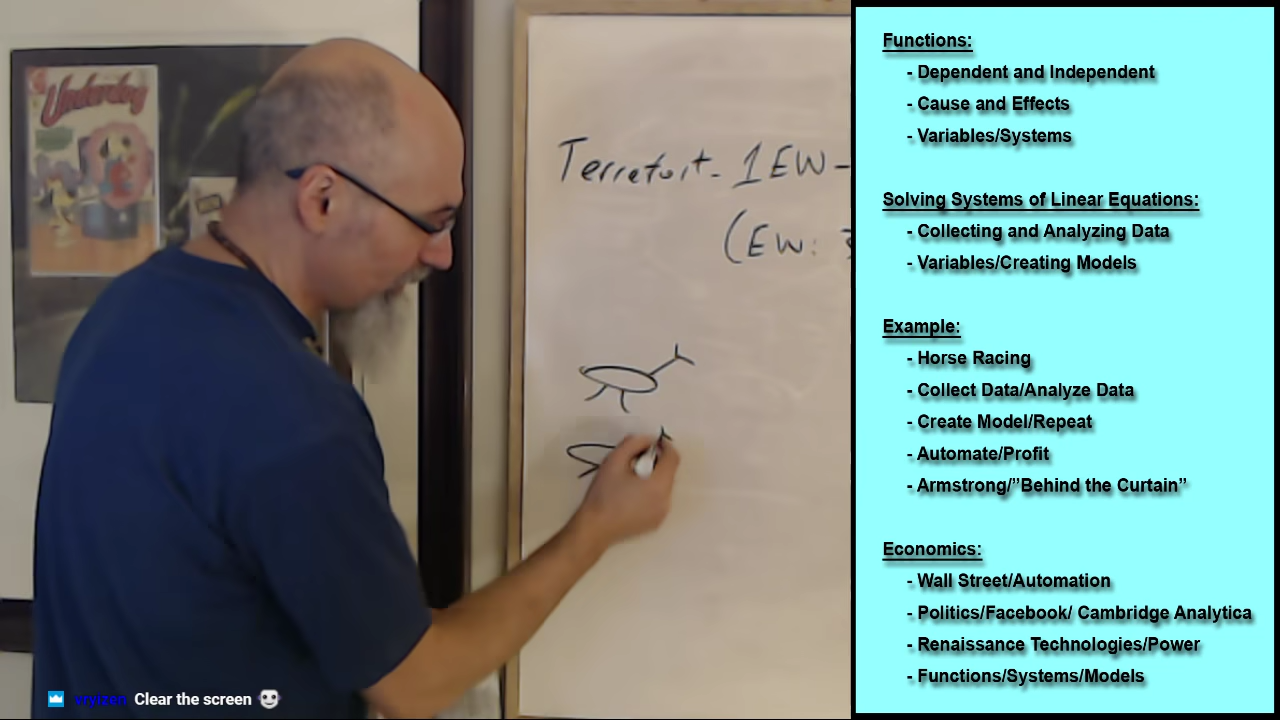 Underdog
Terrefort - 1EW -
(EW: 3
Functions:
- Dependent and Independent
- Cause and Effects
- Variables/Systems
Solving Systems of Linear Equations:
- Collecting and Analyzing Data
- Variables/Creating Models
Example:
- Horse Racing
- Collect Data/Analyze Data
- Create Model/Repeat
- Automate/Profit
- Armstrong/”Behind the Curtain”
Economics:
- Wall Street/Automation
- Politics/Facebook/ Cambridge Analytica
- Renaissance Technologies/Power
- Functions/Systems/Models
vryizen Clear the screen